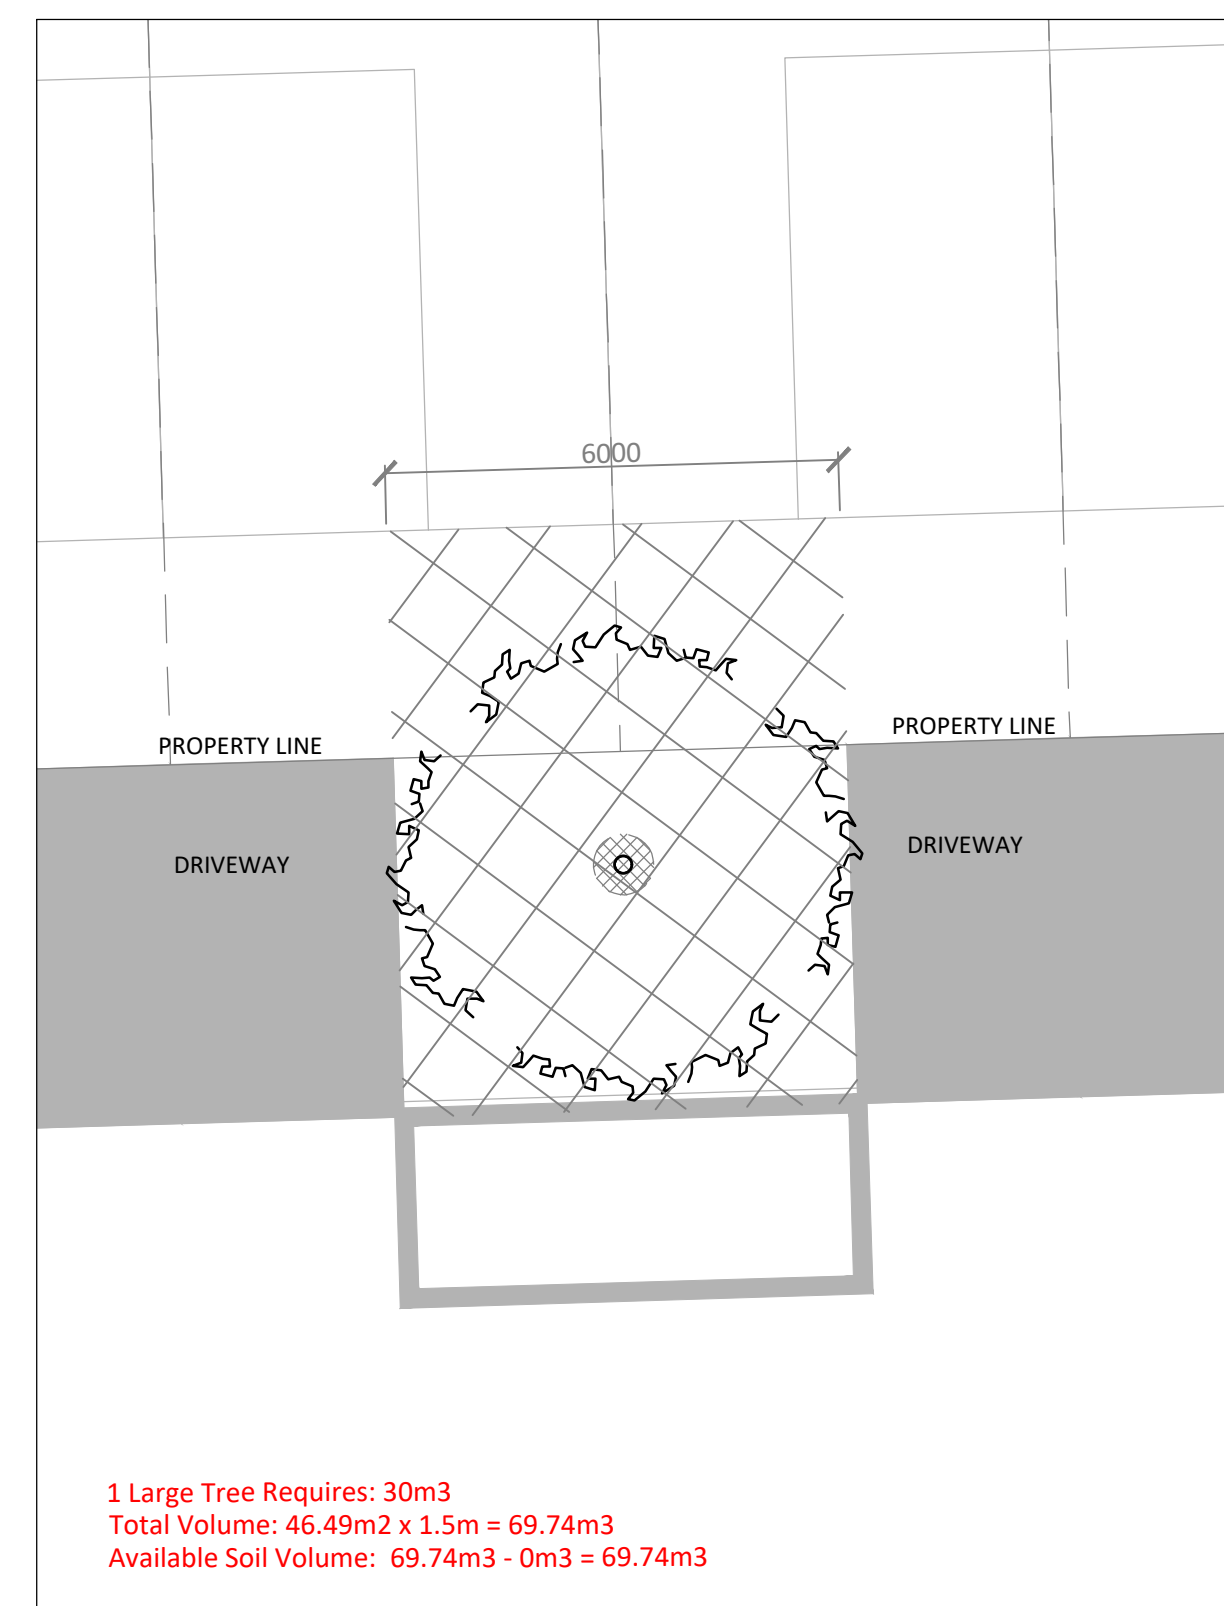 6000
PROPERTY LINE
PROPERTY LINE
DRIVEWAY
DRIVEWAY
1 Large Tree Requires: 30m3
Total Volume: 46.49m2 x 1.5m = 69.74m3
Available Soil Volume: 69.74m3 - 0m3 = 69.74m3